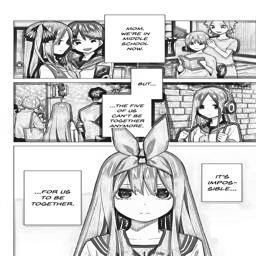 MOM,
WE'RE IN
MIDDLE
SCHOOL
NOW.
BUT...
...THE FIVE
OF US
CAN'T BE
TOGETHER
ANYMORE.
IT'S
IMPOS-
SIBLE...
...FOR US
TO BE
TOGETHER.